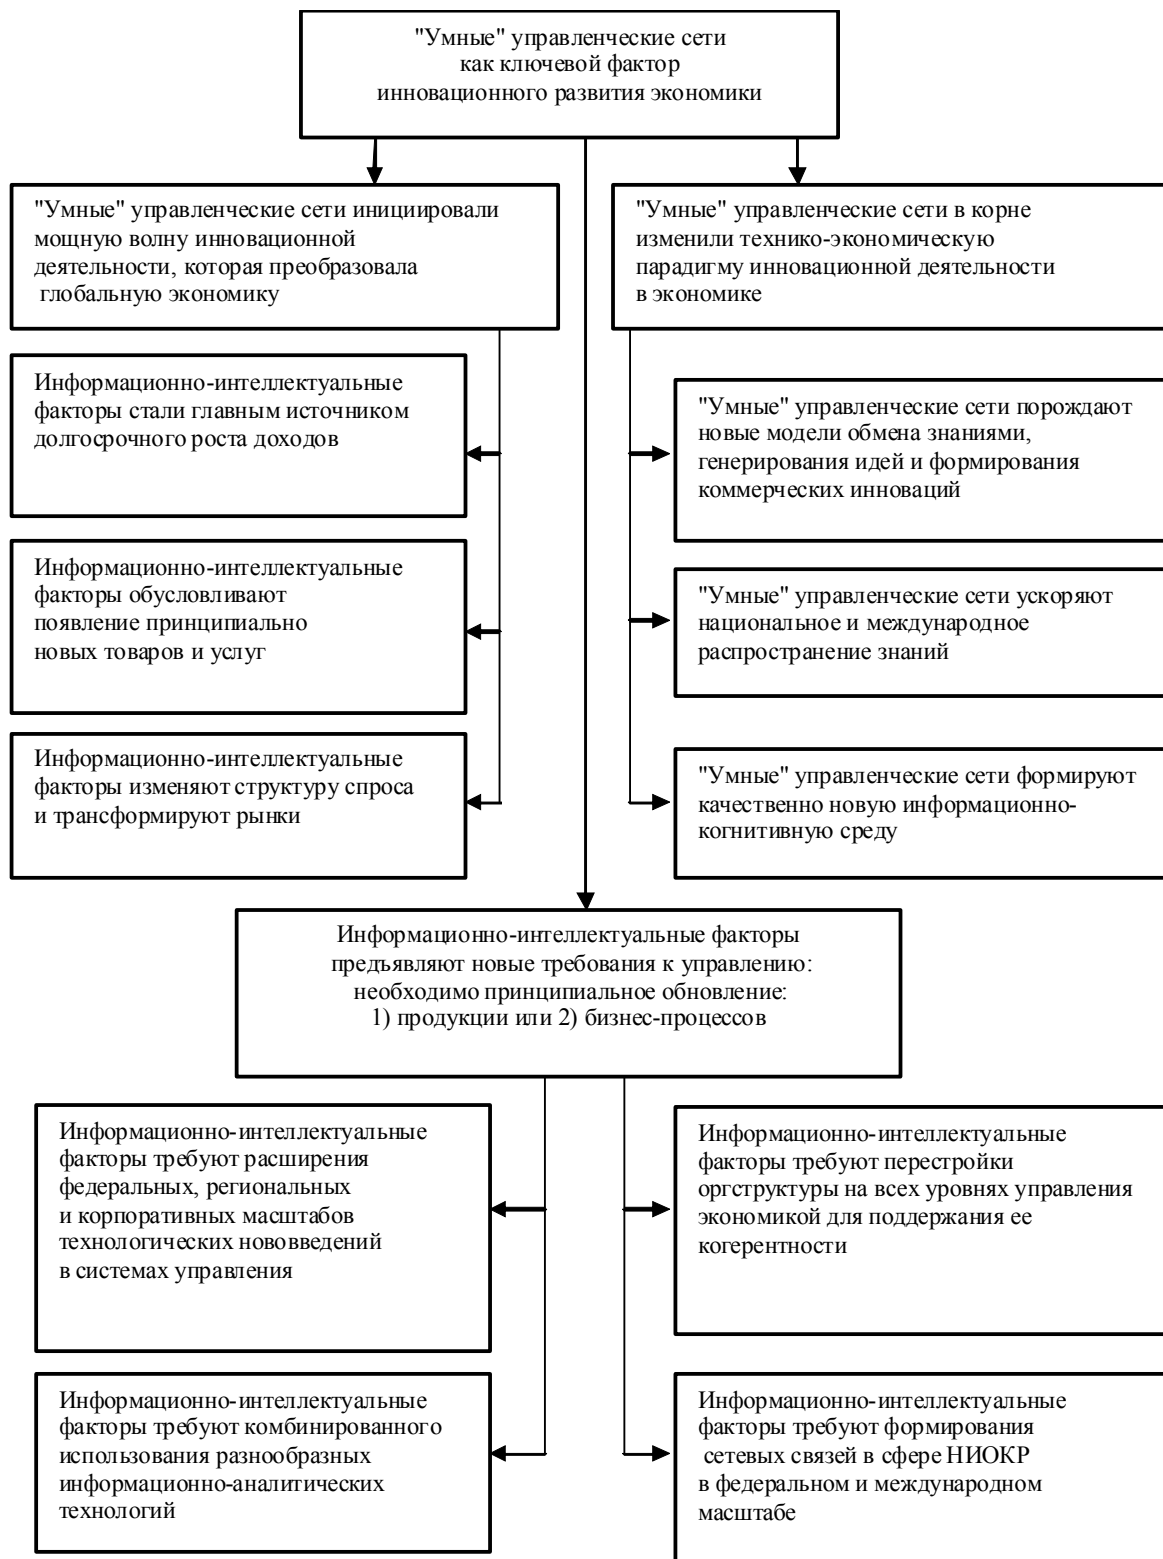 "Умные" управленческие сети
как ключевой фактор
инновационного развития экономики
"Умные" управленческие сети инициировали
мощную волну инновационной
деятельности, которая преобразовала
глобальную экономику
"Умные" управленческие сети в корне
изменили технико-экономическую
парадигму инновационной деятельности
в экономике
Информационно-интеллектуальные
факторы стали главным источником
долгосрочного роста доходов
Информационно-интеллектуальные
факторы обусловливают
появление принципиально
новых товаров и услуг
Информационно-интеллектуальные
факторы изменяют структуру спроса
и трансформируют рынки
"Умные" управленческие сети порождают
новые модели обмена знаниями,
генерирования идей и формирования
коммерческих инноваций
"Умные" управленческие сети ускоряют
национальное и международное
распространение знаний
"Умные" управленческие сети формируют
качественно новую информационно-
когнитивную среду
Информационно-интеллектуальные факторы
предъявляют новые требования к управлению:
необходимо принципиальное обновление:
1) продукции или 2) бизнес-процессов
Информационно-интеллектуальные
факторы требуют расширения
федеральных, региональных
и корпоративных масштабов
технологических нововведений
в системах управления
Информационно-интеллектуальные
факторы требуют комбинированного
использования разнообразных
информационно-аналитических
технологий
Информационно-интеллектуальные
факторы требуют перестройки
оргструктуры на всех уровнях управления
экономикой для поддержания ее
когерентности
Информационно-интеллектуальные
факторы требуют формирования
сетевых связей в сфере НИОКР
в федеральном и международном
масштабе